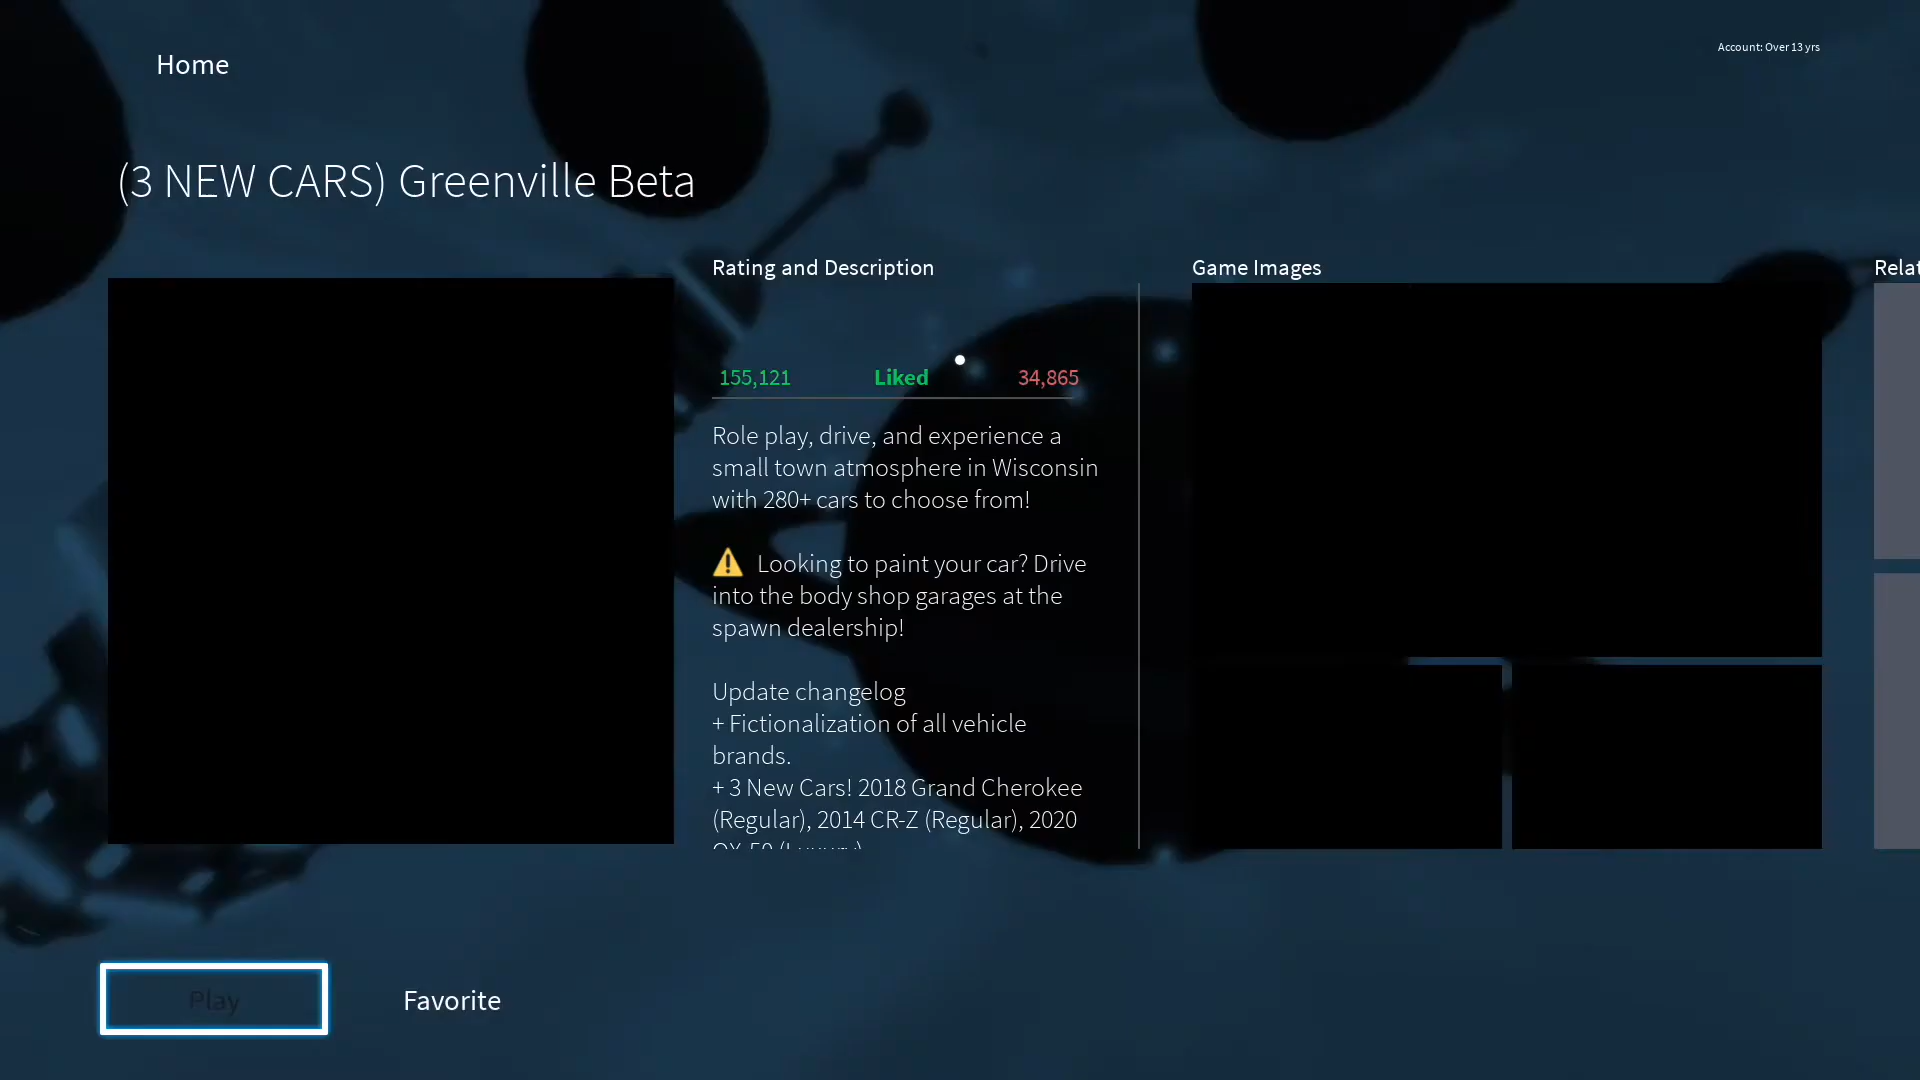 Home
Account: Over 13 yrs
(3 NEW CARS) Greenville Beta
Rating and Description
155,121
Liked
34,865
Role play, drive, and experience a
small town atmosphere in Wisconsin
with 280+ cars to choose from!
⚠️ Looking to paint your car? Drive
into the body shop garages at the
spawn dealership!
Update changelog
+ Fictionalization of all vehicle
brands.
+ 3 New Cars! 2018 Grand Cherokee
(Regular), 2014 CR-Z (Regular), 2020
Game Images
Play
Favorite